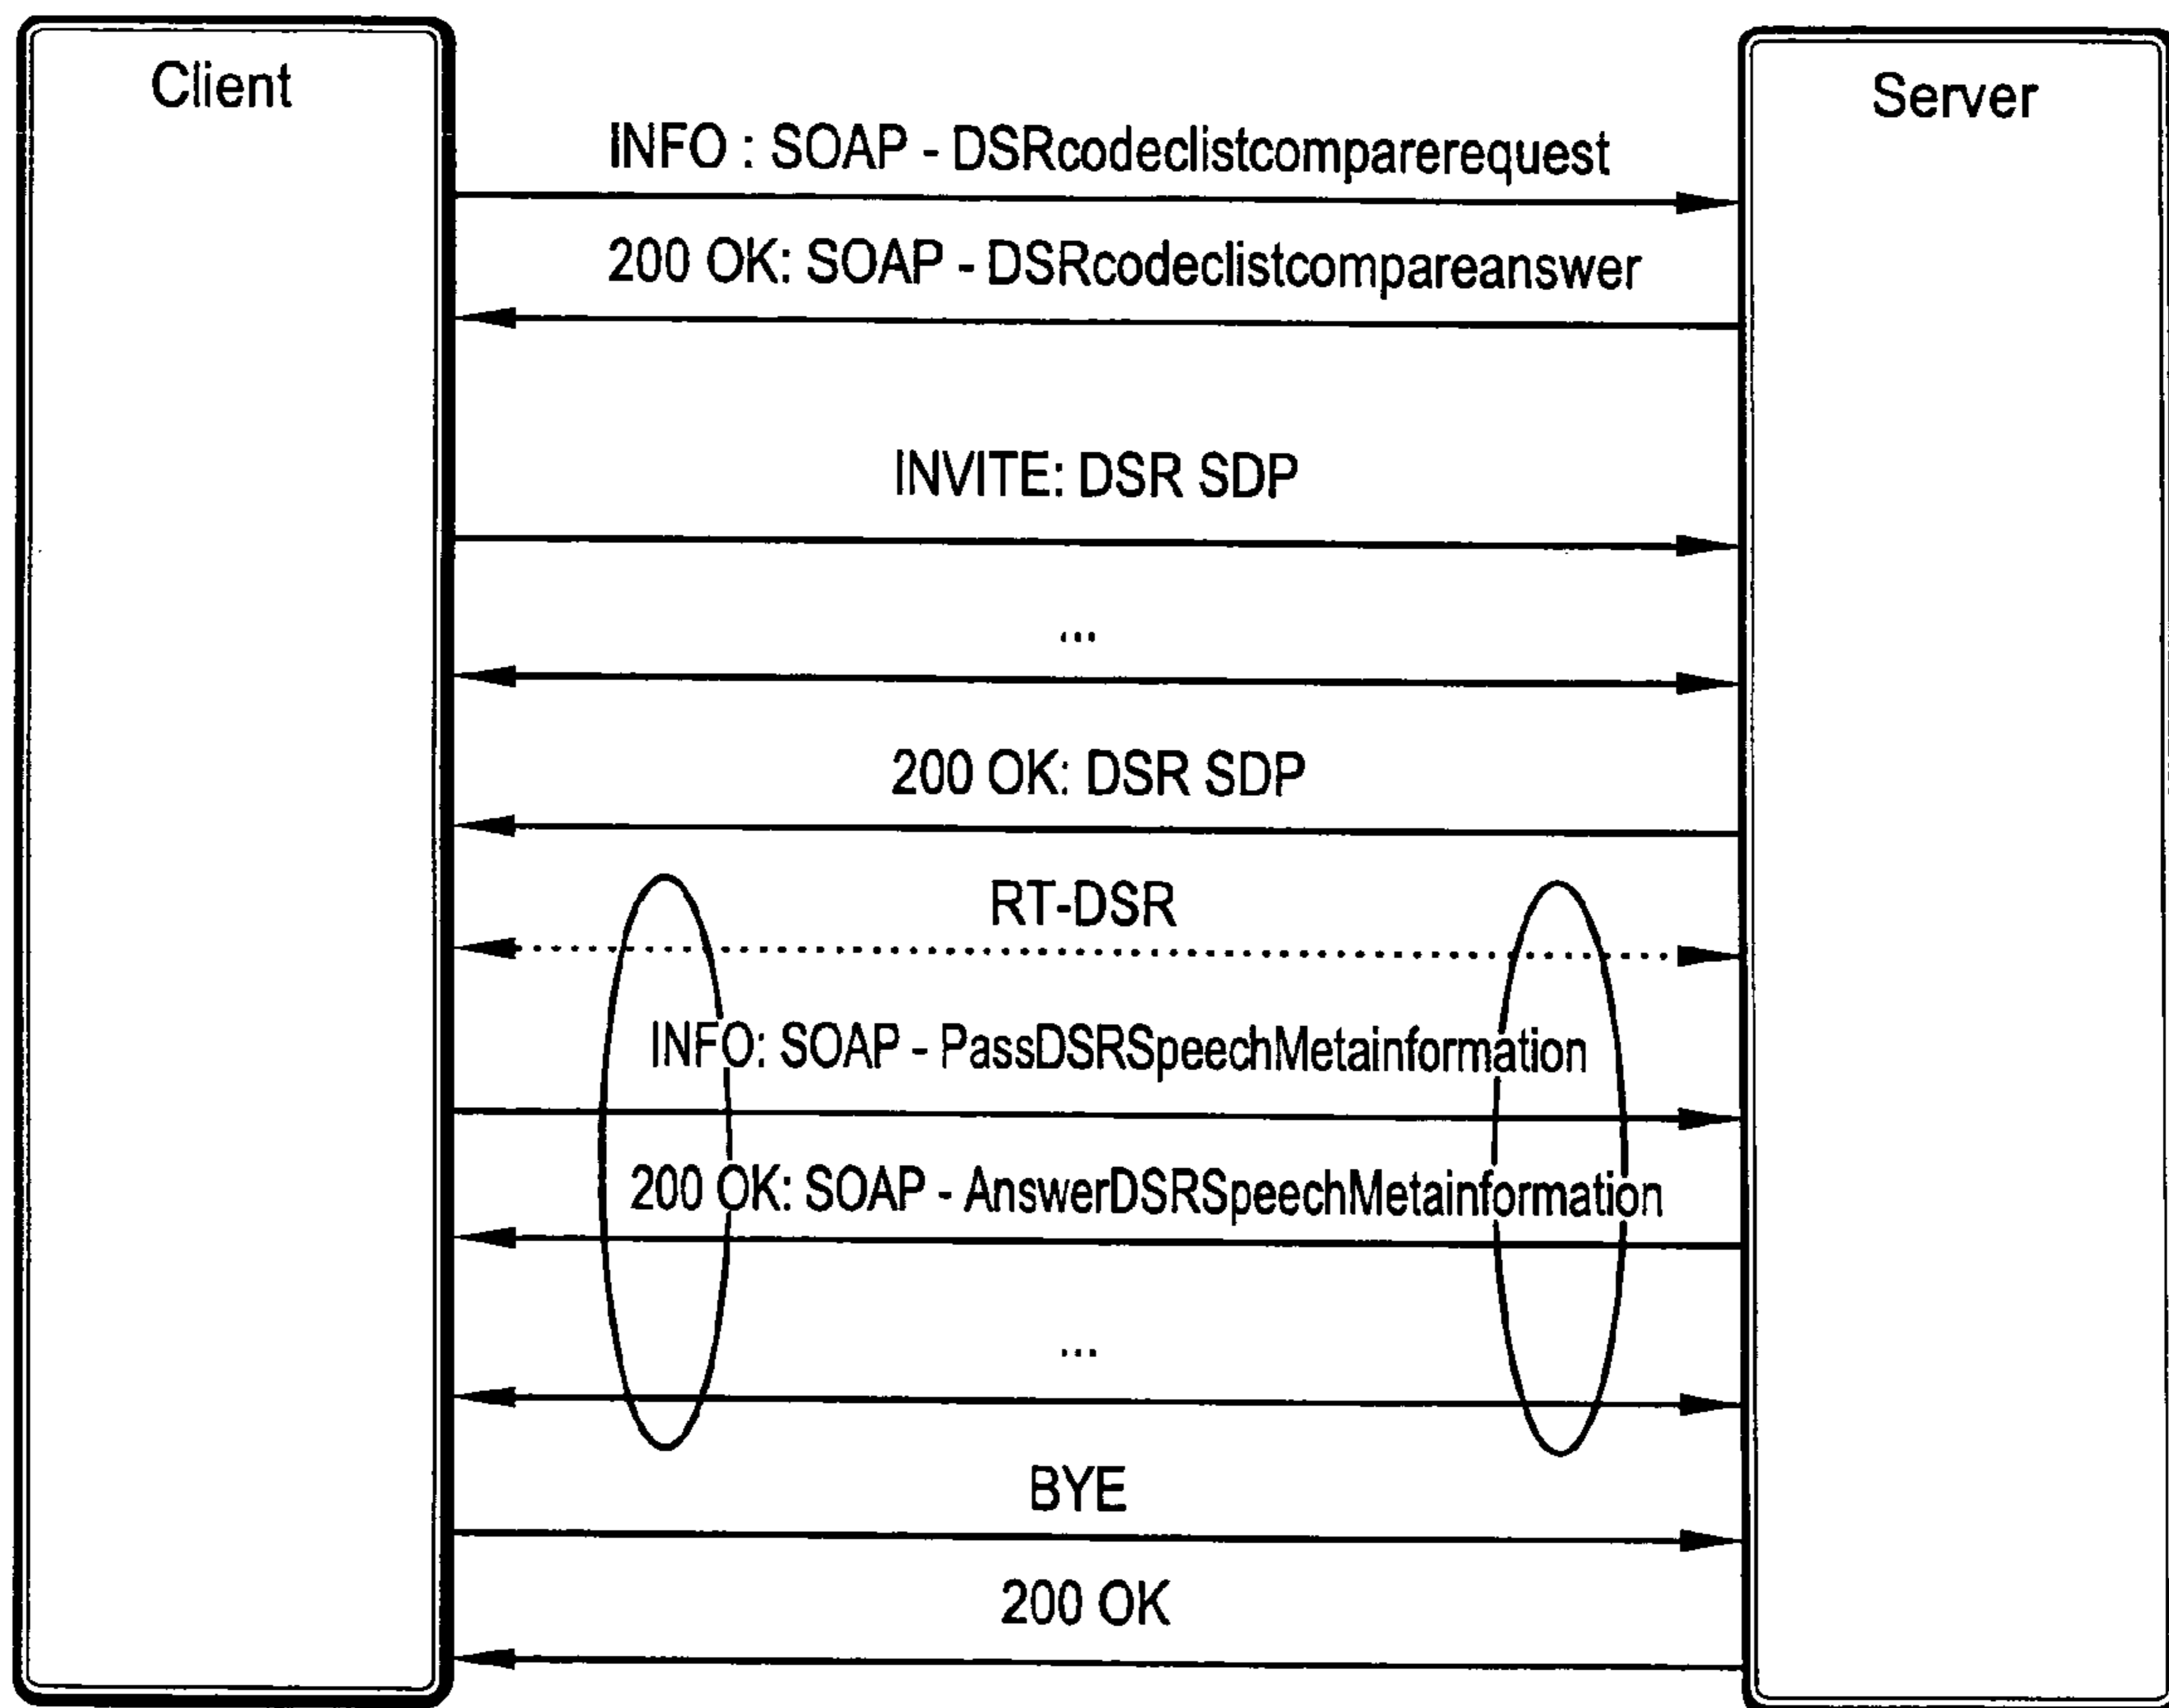 Client
Server
INFO : SOAP - DSRcodeclistcomparerequest
200 OK: SOAP - DSRcodeclistcompareanswer
INVITE: DSR SDP
...
200 OK: DSR SDP
RT-DSR
INFO: SOAP - PassDSRSpeechMetainformation
200 OK: SOAP - AnswerDSRSpeechMetainformation
...
BYE
200 OK